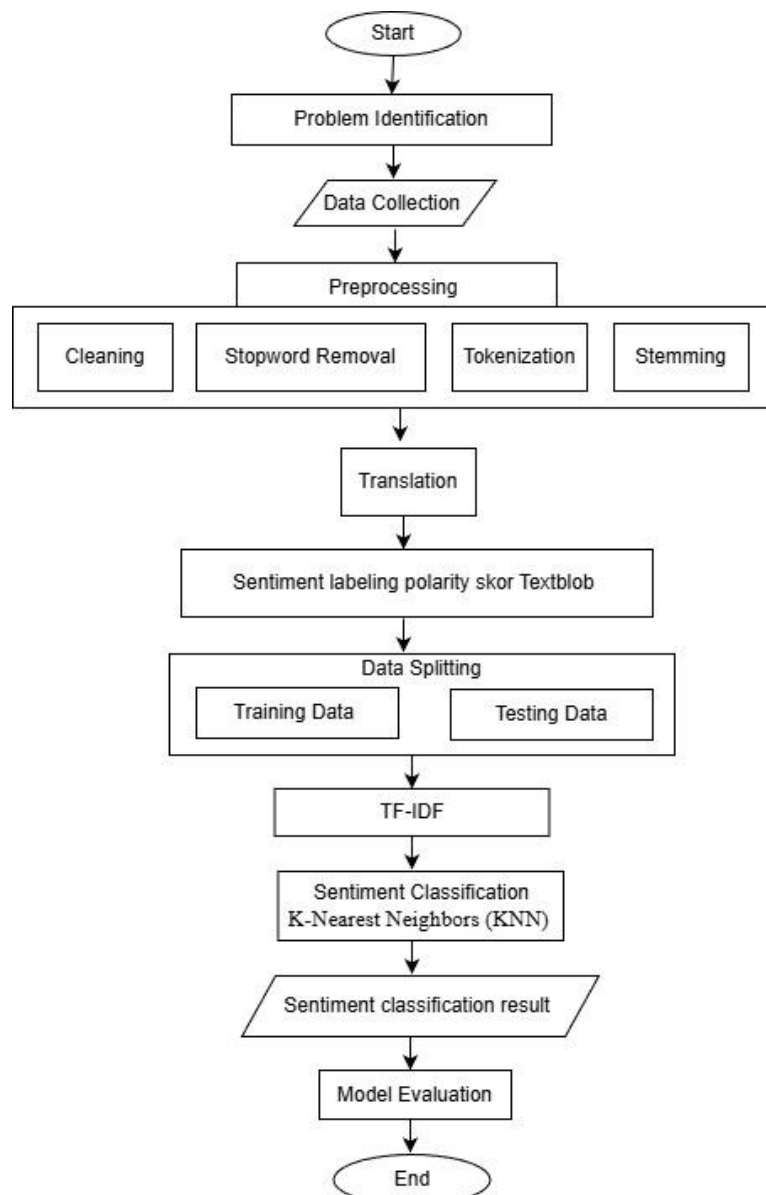 Start
Problem Identification
Data Collection
Preprocessing
Cleaning
Stopword Removal
Tokenization
Stemming
Translation
Sentiment labeling polarity skor Textblob
Data Splitting
Training Data
Testing Data
TF-IDF
Sentiment Classification
K-Nearest Neighbors (KNN)
Sentiment classification result
Model Evaluation
End